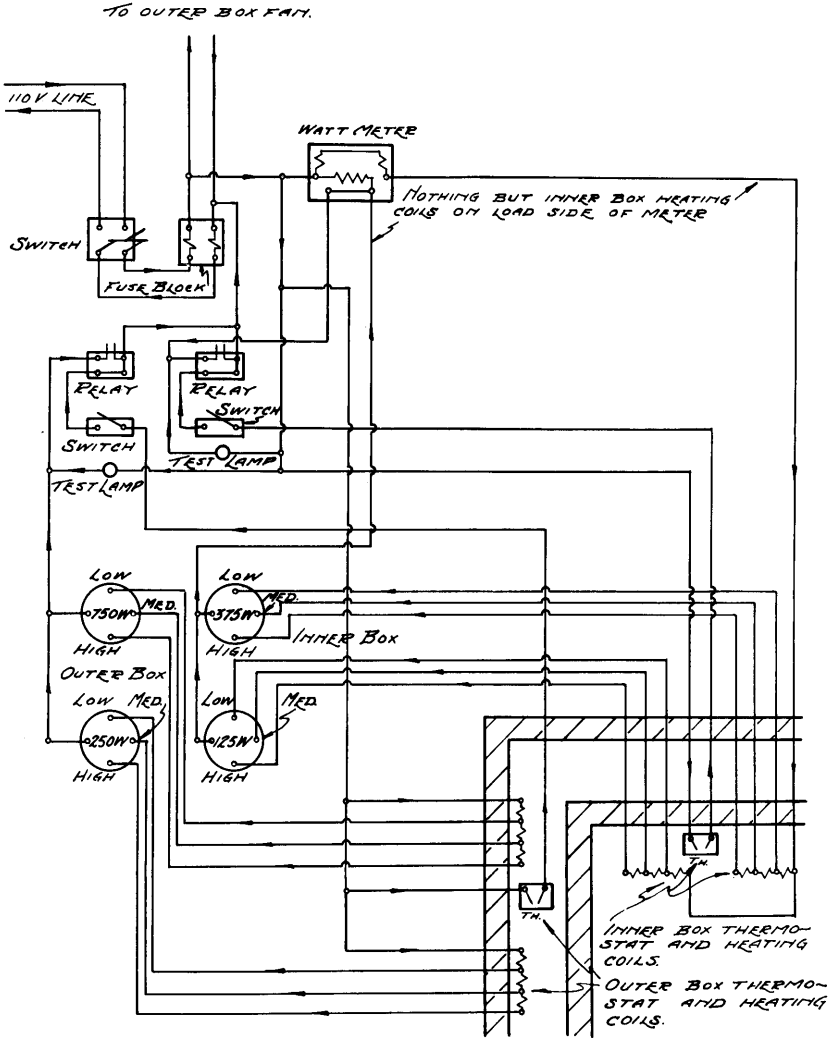 TO OUTER BOX FAN.
110 V LINE
WATT METER
NOTHING BUT INNER BOX HEATING
COILS ON LOAD SIDE OF METER
SWITCH
FUSE BLOCK
RELAY
RELAY
SWITCH
SWITCH
TEST LAMP
TEST LAMP
LOW
LOW
750W
MED.
375W
MED.
HIGH
HIGH
INNER BOX
OUTER BOX
LOW
MED.
LOW
MED.
250W
125W
HIGH
HIGH
TH.
TH.
INNER BOX THERMO-
STAT AND HEATING
COILS.
OUTER BOX THERMO-
STAT AND HEATING
COILS.